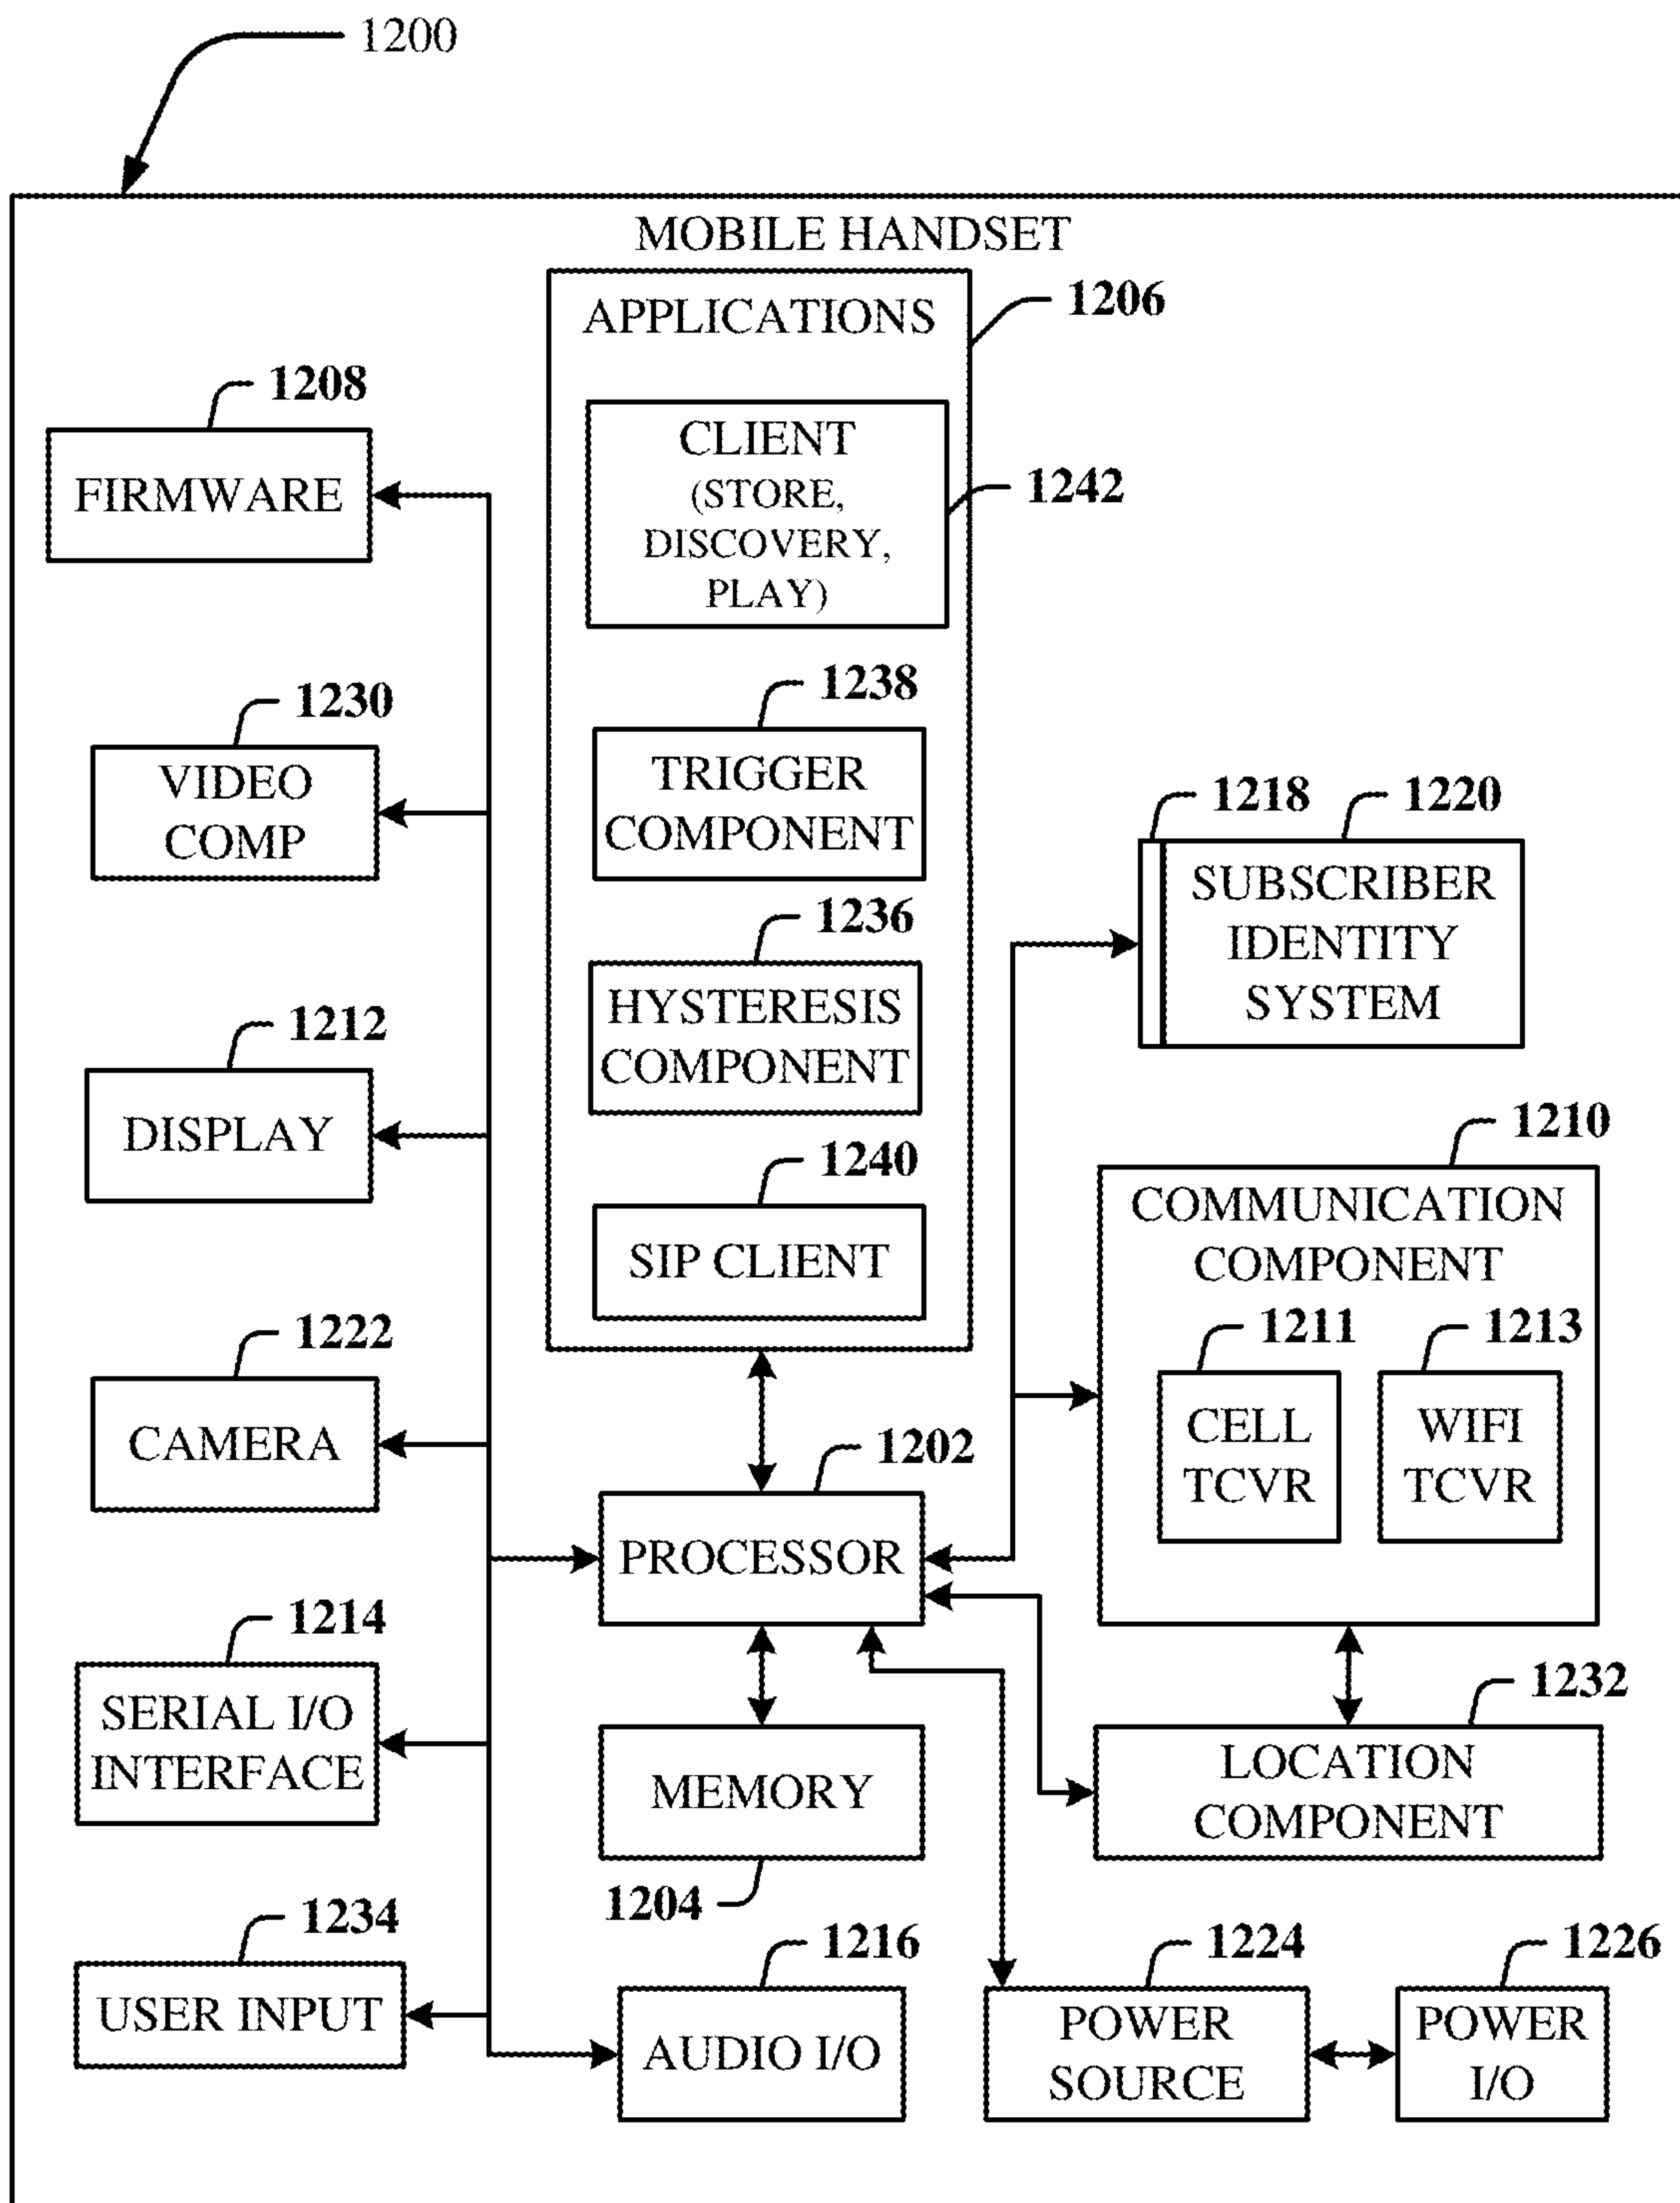 1200
MOBILE HANDSET
APPLICATIONS
1206
CLIENT
(STORE,
DISCOVERY,
PLAY)
1242
1238
TRIGGER
COMPONENT
1236
HYSTERESIS
COMPONENT
1240
SIP CLIENT
1208
FIRMWARE
1230
VIDEO
COMP
1212
DISPLAY
1222
CAMERA
1214
SERIAL I/O
INTERFACE
1234
USER INPUT
1202
PROCESSOR
MEMORY
1204
1216
AUDIO I/O
1218
1220
SUBSCRIBER
IDENTITY
SYSTEM
1210
COMMUNICATION
COMPONENT
1211
CELL
TCVR
1213
WIFI
TCVR
1232
LOCATION
COMPONENT
1224
POWER
SOURCE
1226
POWER
I/O